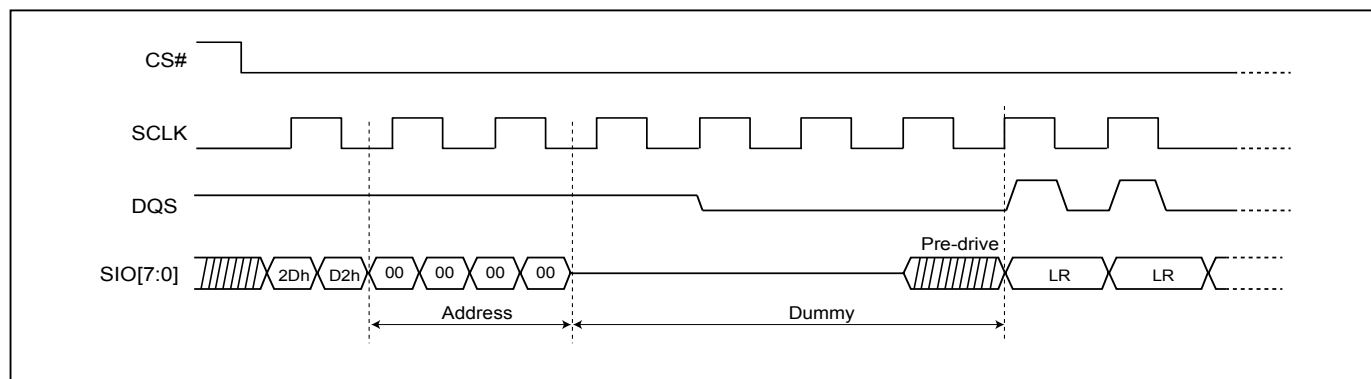 CS#
SCLK
DQS
Pre-drive
SIO[7:0] 2Dh D2h 00 00 00 00 LR LR
Address Dummy